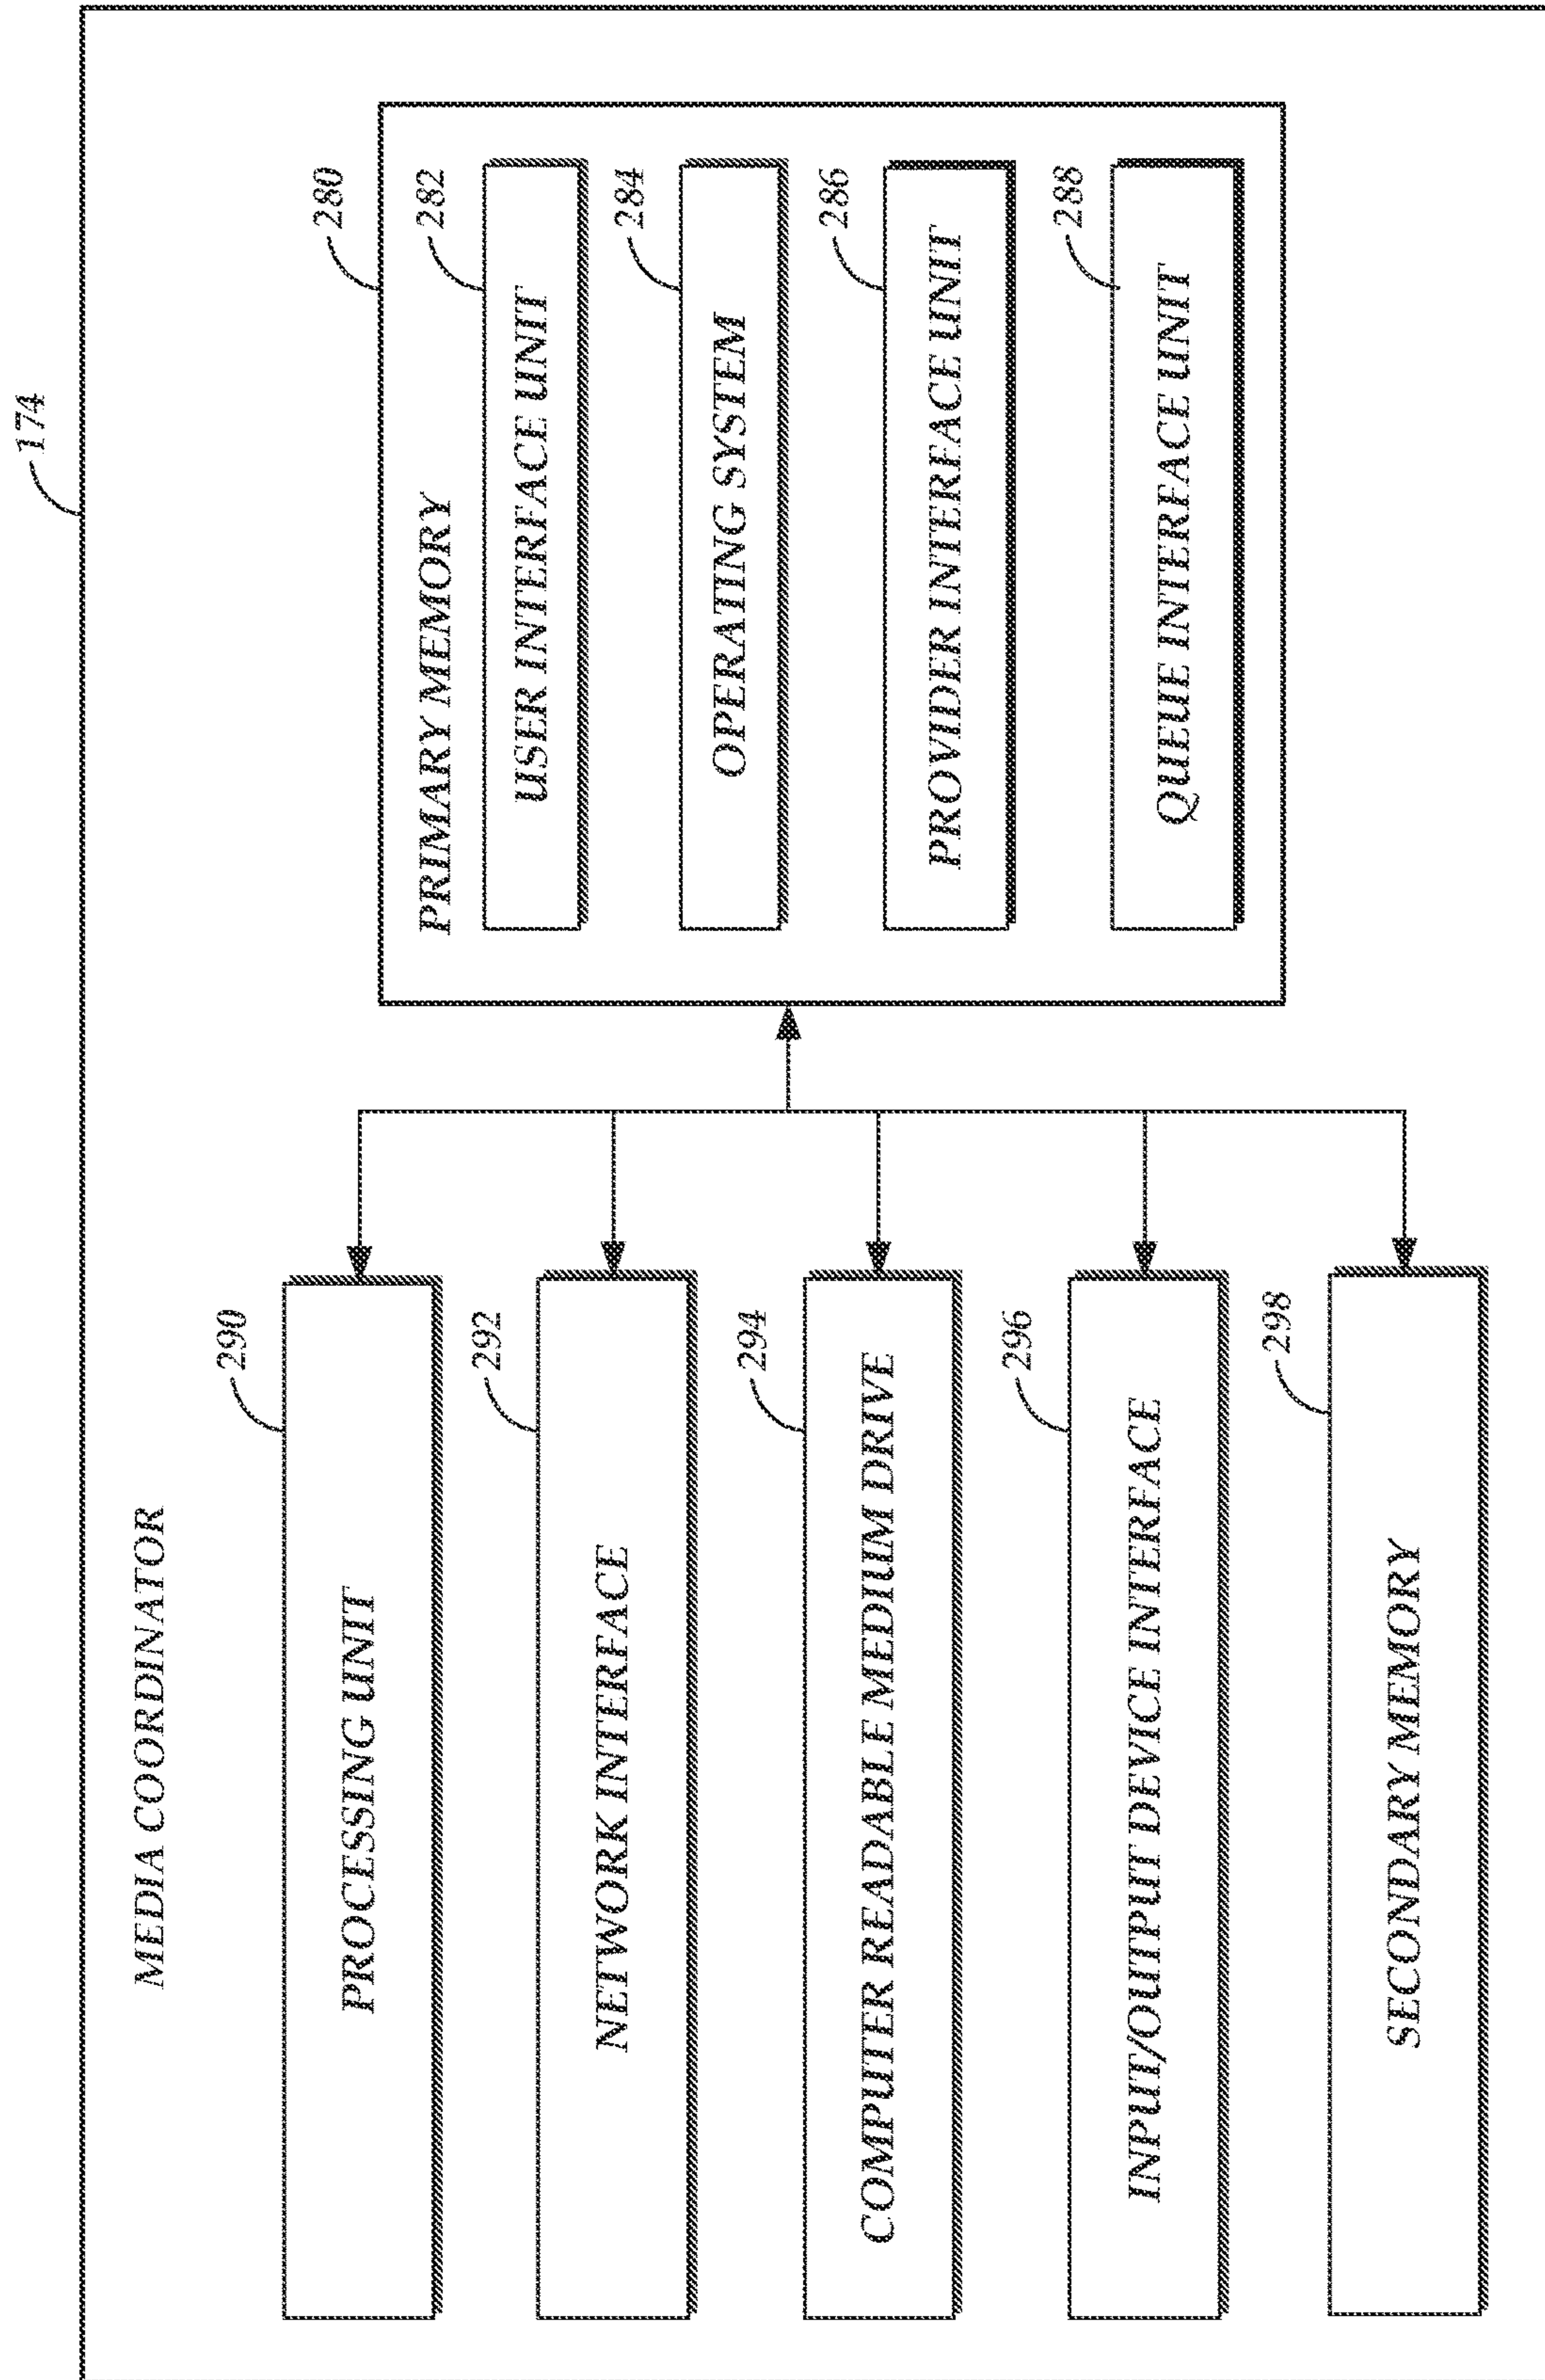 174
MEDIA COORDINATOR
290
PROCESSING UNIT
292
NETWORK INTERFACE
294
COMPUTER READABLE MEDIUM DRIVE
296
INPUT/OUTPUT DEVICE INTERFACE
298
SECONDARY MEMORY
280
PRIMARY MEMORY
282
USER INTERFACE UNIT
284
OPERATING SYSTEM
286
PROVIDER INTERFACE UNIT
288
QUEUE INTERFACE UNIT